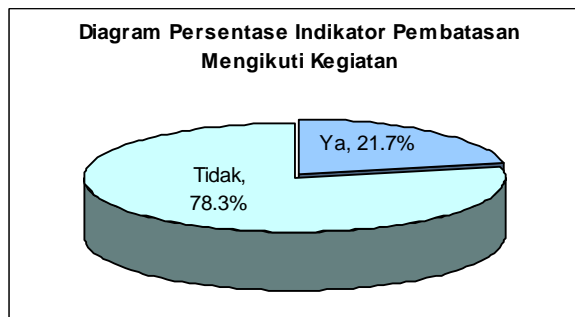 Diagram Persentase Indikator Pembatasan
Mengikuti Kegiatan
Ya, 21.7%
Tidak,
78.3%